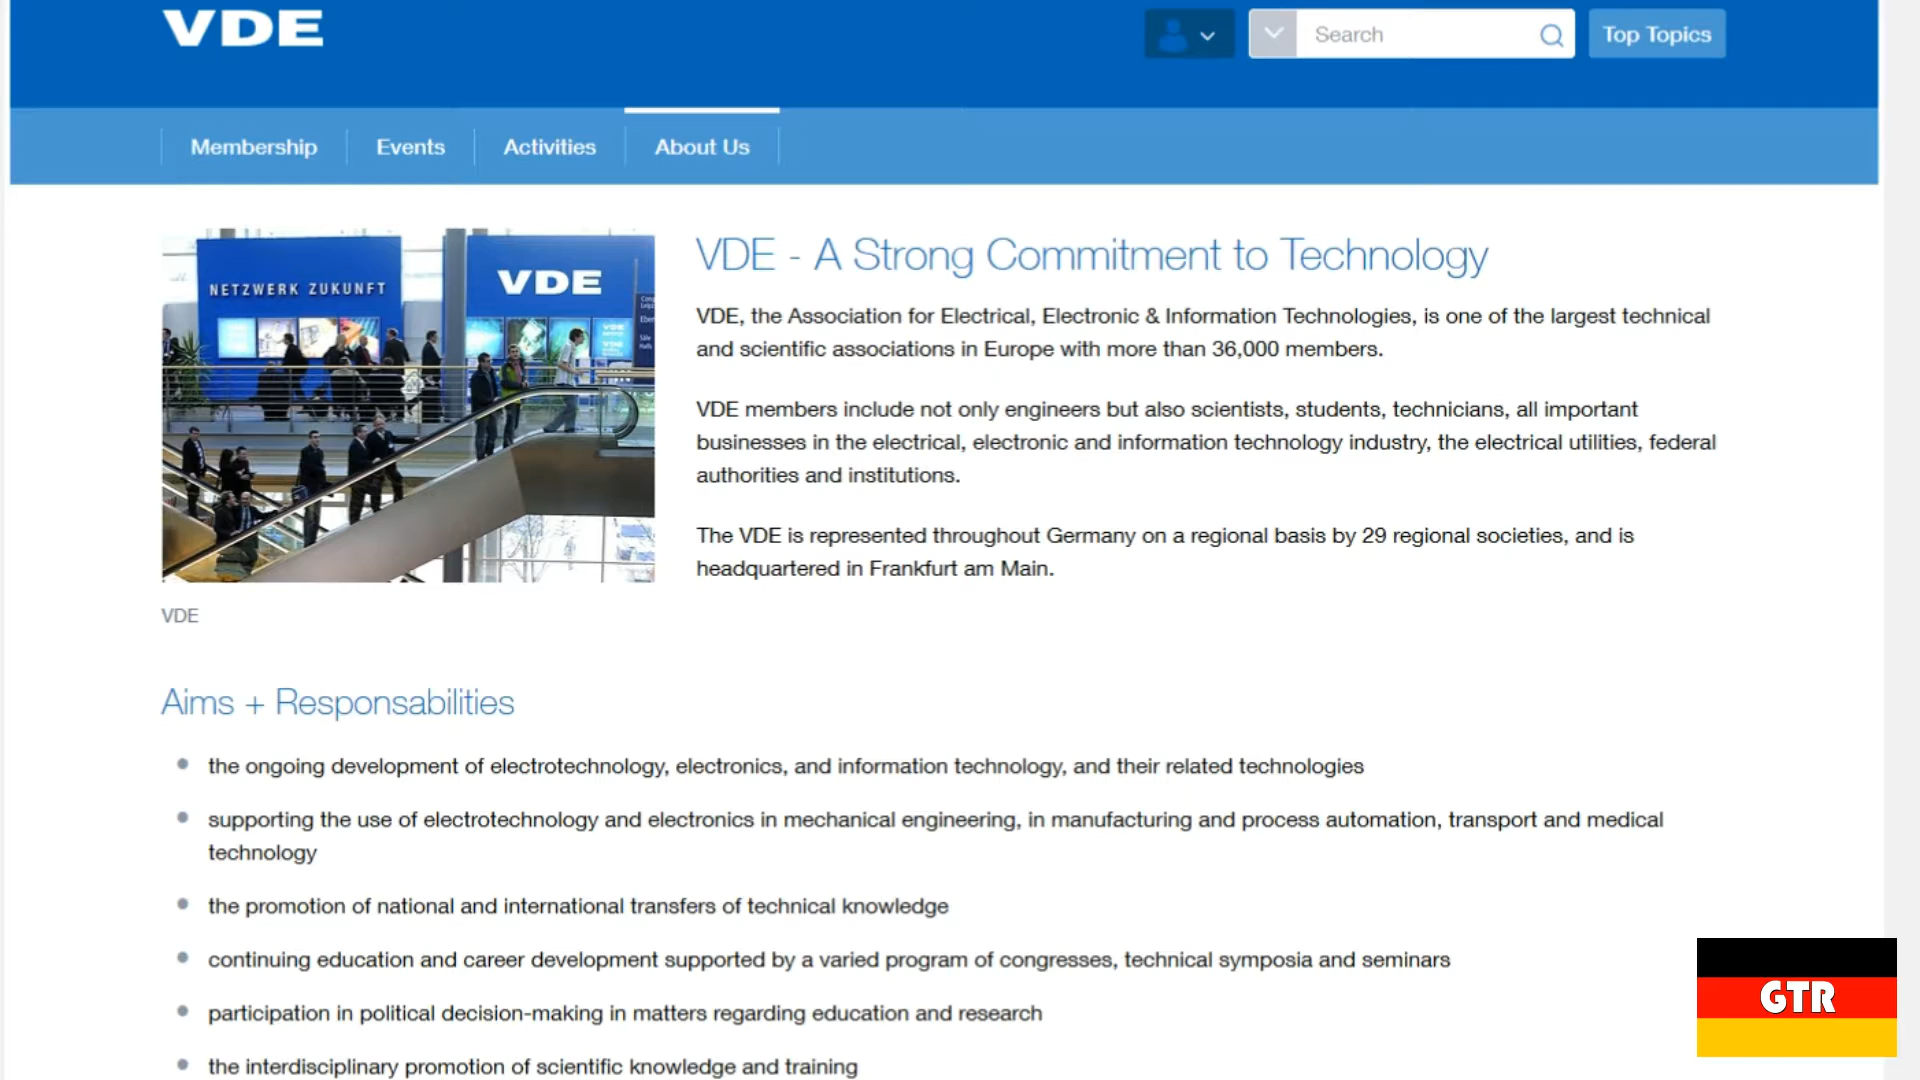 VDE
Search
Top Topics
Membership
Events
Activities
About Us
NETZWERK ZUKUNFT
VDE
VDE - A Strong Commitment to Technology
VDE, the Association for Electrical, Electronic & Information Technologies, is one of the largest technical
and scientific associations in Europe with more than 36,000 members.
VDE members include not only engineers but also scientists, students, technicians, all important
businesses in the electrical, electronic and information technology industry, the electrical utilities, federal
authorities and institutions.
The VDE is represented throughout Germany on a regional basis by 29 regional societies, and is
headquartered in Frankfurt am Main.
VDE
Aims + Responsabilities
the ongoing development of electrotechnology, electronics, and information technology, and their related technologies
supporting the use of electrotechnology and electronics in mechanical engineering, in manufacturing and process automation, transport and medical
technology
the promotion of national and international transfers of technical knowledge
continuing education and career development supported by a varied program of congresses, technical symposia and seminars
participation in political decision-making in matters regarding education and research
the interdisciplinary promotion of scientific knowledge and training
GTR